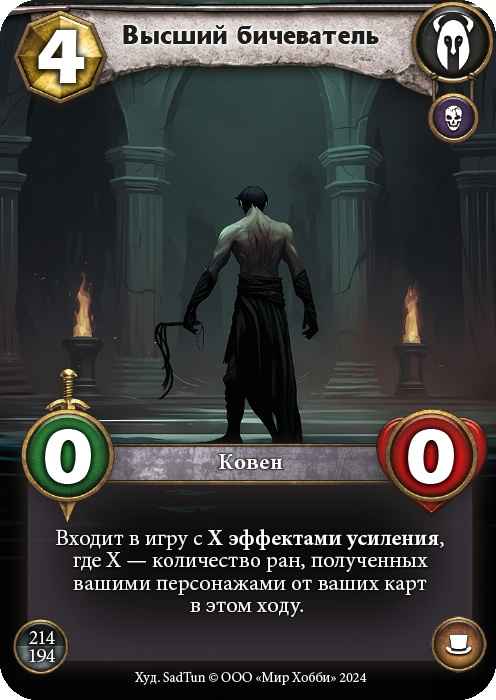 4
Высший бичеватель
0
Ковен
0
Входит в игру с X эффектами усиления,
где X — количество ран, полученных
вашими персонажами от ваших карт
в этом ходу.
214
194
Худ. SadTun © ООО «Мир Хобби» 2024